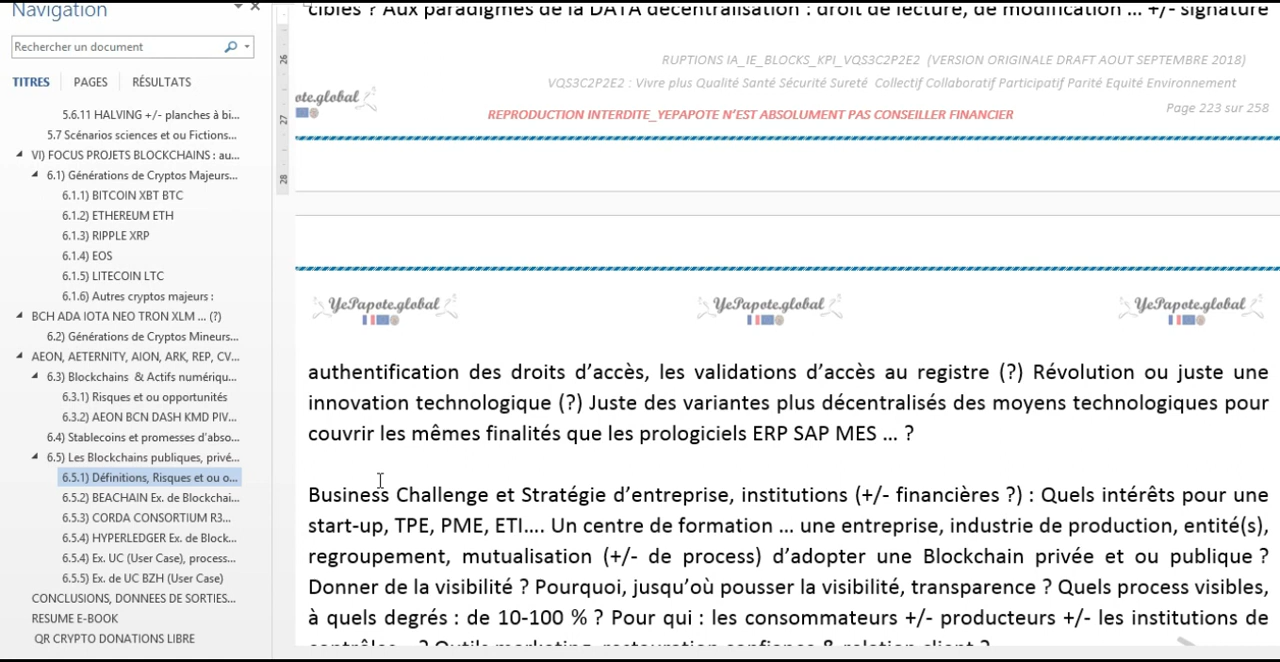 Navigation
Rechercher un document
TITRES PAGES RÉSULTATS
5.6.11 HALVING +/- planches à bi...
5.7 Scénarios sciences et ou Fictions...
VI) FOCUS PROJETS BLOCKCHAINS : au...
6.1) Générations de Cryptos Majeurs...
6.1.1) BITCOIN XBT BTC
6.1.2) ETHEREUM ETH
6.1.3) RIPPLE XRP
6.1.4) EOS
6.1.5) LITECOIN LTC
6.1.6) Autres cryptos majeurs :
BCH ADA IOTA NEO TRON XLM ... (?)
6.2) Générations de Cryptos Mineurs...
AEON, AETERNITY, AION, ARK, REP, CV...
6.3) Blockchains & Actifs numériqu...
6.3.1) Risques et ou opportunités
6.3.2) AEON BCN DASH KMD PIV...
6.4) Stablecoins et promesses d'abso...
6.5) Les Blockchains publiques, privé...
6.5.1) Définitions, Risques et ou o...
6.5.2) BEACHAIN Ex. de Blockchai...
6.5.3) CORDA CONSORTIUM R3...
6.5.4) HYPERLEDGER Ex. de Block...
6.5.4) Ex. UC (User Case), process...
6.5.5) Ex. de UC BZH (User Case)
CONCLUSIONS, DONNEES DE SORTIES...
RESUME E-BOOK
QR CRYPTO DONATIONS LIBRE
26
27
28
cibles ? Aux paradigmes de la DATA décentralisation : droit de lecture, de modification ... +/- signature
RUPTIONS IA_IE_BLOCKS_KPI_VQS3C2P2E2 (VERSION ORIGINALE DRAFT AOUT SEPTEMBRE 2018)
VQS3C2P2E2 : Vivre plus Qualité Santé Sécurité Sureté Collectif Collaboratif Participatif Parité Equité Environnement
ote.global
Page 223 sur 258
REPRODUCTION INTERDITE_YEPAPOTE N'EST ABSOLUMENT PAS CONSEILLER FINANCIER
YePapote.global YePapote.global YePapote.global
authentification des droits d'accès, les validations d'accès au registre (?) Révolution ou juste une
innovation technologique (?) Juste des variantes plus décentralisés des moyens technologiques pour
couvrir les mêmes finalités que les prologiciels ERP SAP MES ... ?
Business Challenge et Stratégie d'entreprise, institutions (+/- financières ?) : Quels intérêts pour une
start-up, TPE, PME, ETI.... Un centre de formation ... une entreprise, industrie de production, entité(s),
regroupement, mutualisation (+/- de process) d'adopter une Blockchain privée et ou publique ?
Donner de la visibilité ? Pourquoi, jusqu'où pousser la visibilité, transparence ? Quels process visibles,
à quels degrés : de 10-100 % ? Pour qui : les consommateurs +/- producteurs +/- les institutions de
contrôles ... ? Outils marketing, restauration confiance & relation client ?